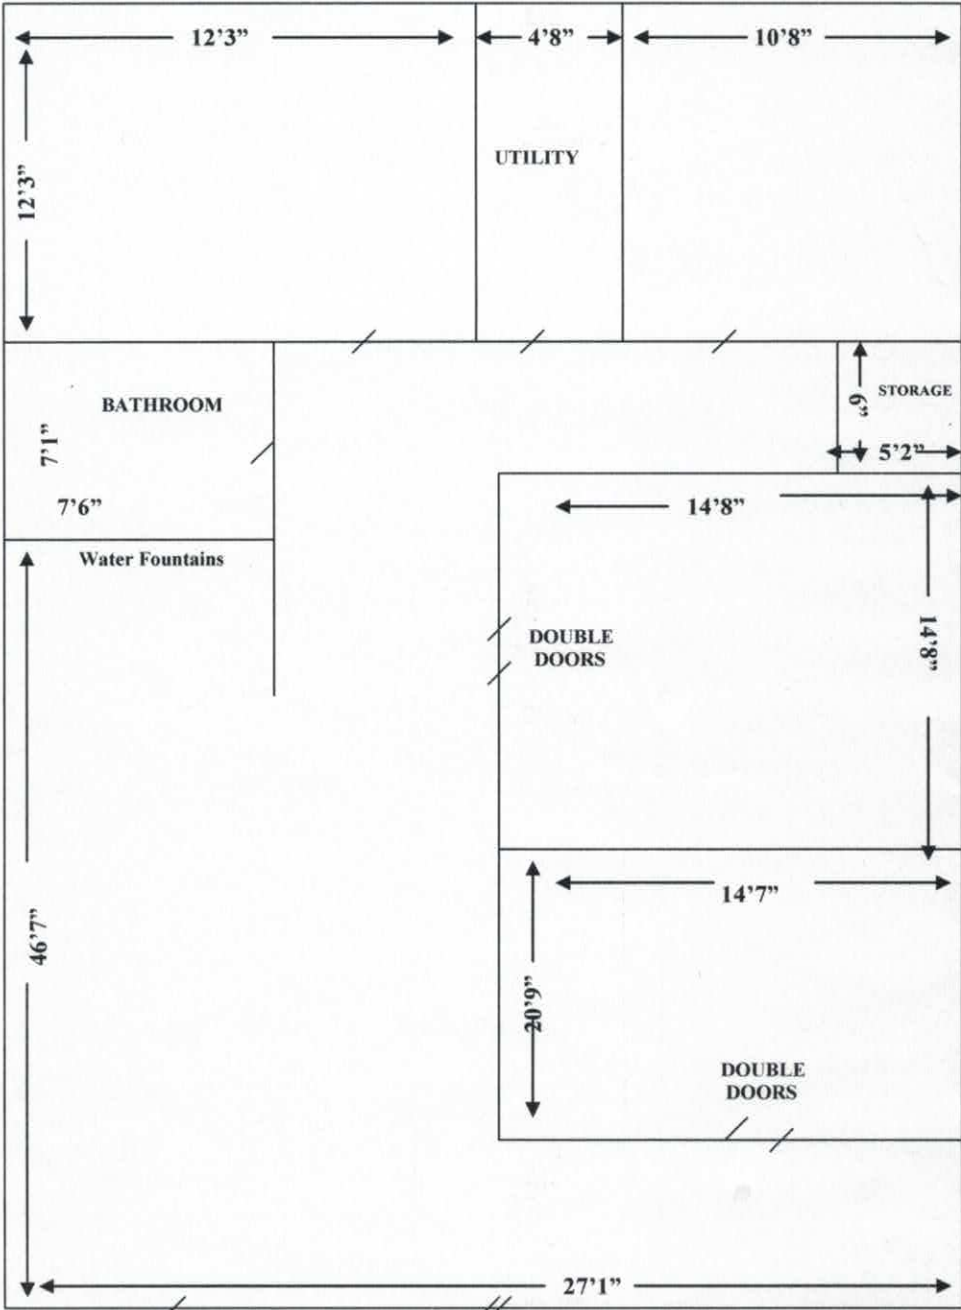 12’3” 4’8” 10’8”
12’3”
UTILITY
BATHROOM
7’1”
7’6”
Water Fountains
STORAGE
6”
5’2”
14’8”
14’8”
DOUBLE
DOORS
46’7”
14’7”
20’9”
DOUBLE
DOORS
27’1”